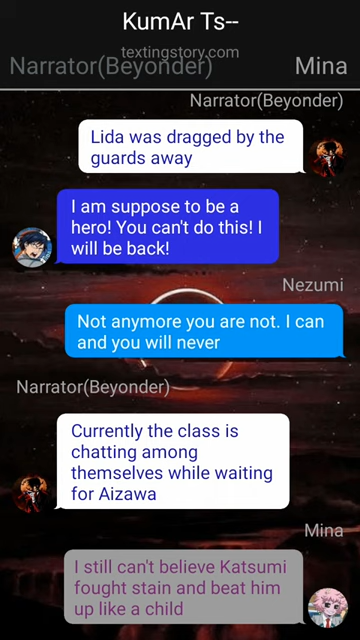 KumAr Ts--
textingstory.com
Narrator(Beyonder)
Mina
Narrator(Beyonder)
Lida was dragged by the
guards away
I am suppose to be a
hero! You can't do this! I
will be back!
Nezumi
Not anymore you are not. I can
and you will never
Narrator(Beyonder)
Currently the class is
chatting among
themselves while waiting
for Aizawa
Mina
I still can't believe Katsumi
fought stain and beat him
up like a child